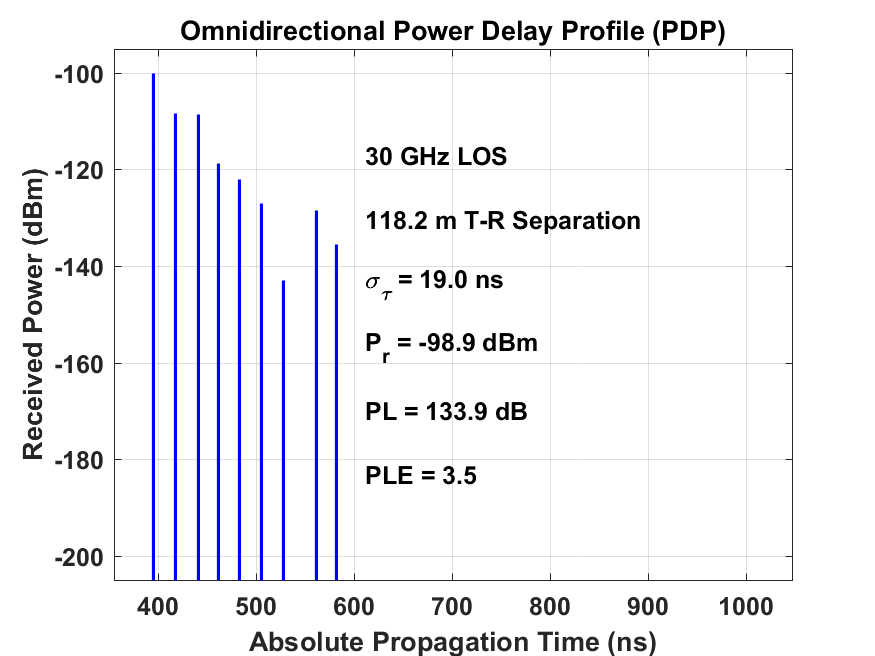 Omnidirectional Power Delay Profile (PDP)
-100
-120
-140
-160
-180
-200
Received Power (dBm)
30 GHz LOS
118.2 m T-R Separation
σ_τ = 19.0 ns
P_r = -98.9 dBm
PL = 133.9 dB
PLE = 3.5
400 500 600 700 800 900 1000
Absolute Propagation Time (ns)